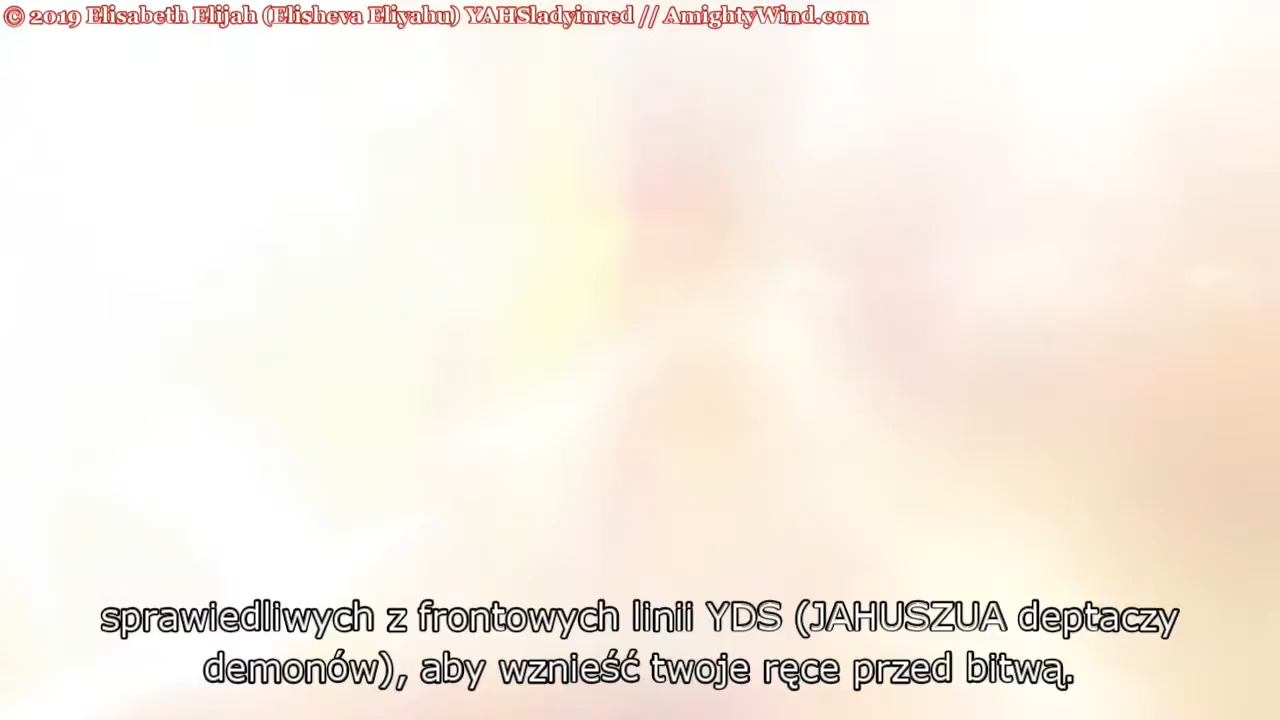 © 2019 Elisabeth Elijah (Elisheva Eliyahu) YAHSladyinred // AmightyWind.com
sprawiedliwych z frontowych linii YDS (JAHUSZUA deptaczy
demonów), aby wznieść twoje ręce przed bitwą.